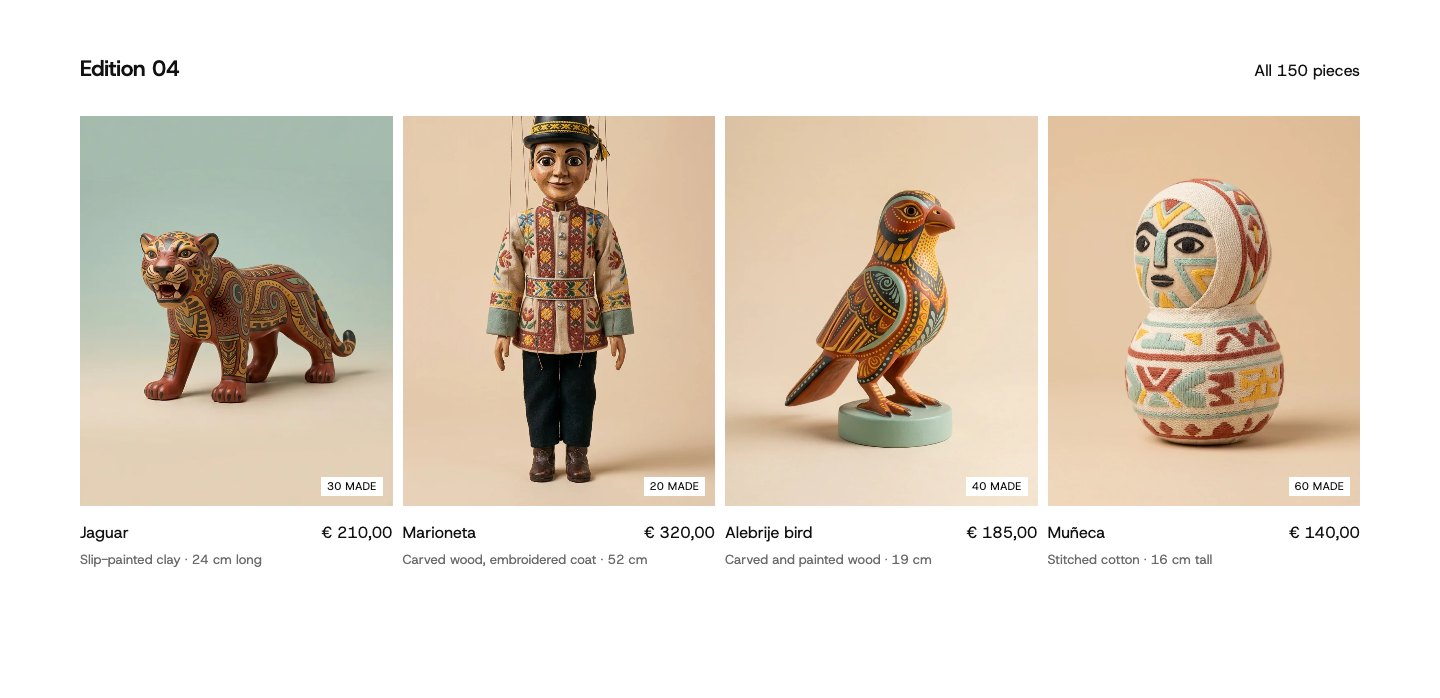 Edition 04
All 150 pieces
30 MADE
20 MADE
40 MADE
60 MADE
Jaguar
€ 210,00
Marioneta
€ 320,00
Alebrije bird
€ 185,00
Muñeca
€ 140,00
Slip-painted clay · 24 cm long
Carved wood, embroidered coat · 52 cm
Carved and painted wood · 19 cm
Stitched cotton · 16 cm tall